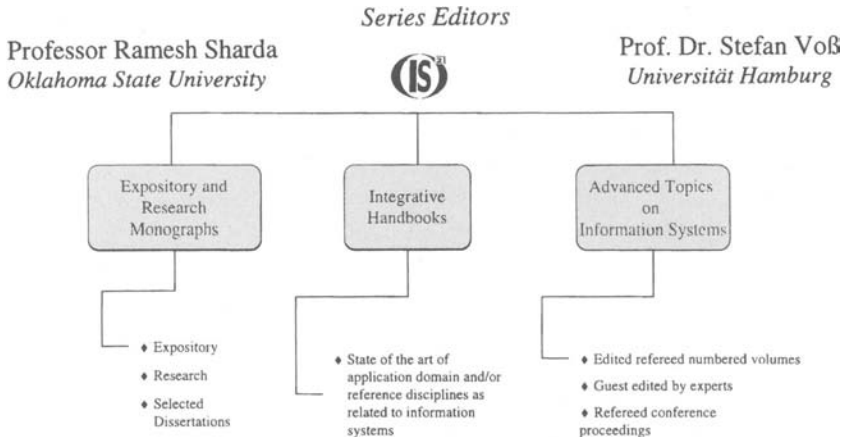 Series Editors
Professor Ramesh Sharda
Oklahoma State University
Prof. Dr. Stefan Voß
Universität Hamburg
IS 21
Expository and
Research
Monographs
Integrative
Handbooks
Advanced Topics
on
Information Systems
♦ Expository
♦ Research
♦ Selected
Dissertations
♦ State of the art of
application domain and/or
reference disciplines as
related to information
systems
♦ Edited refereed numbered volumes
♦ Guest edited by experts
♦ Refereed conference
proceedings